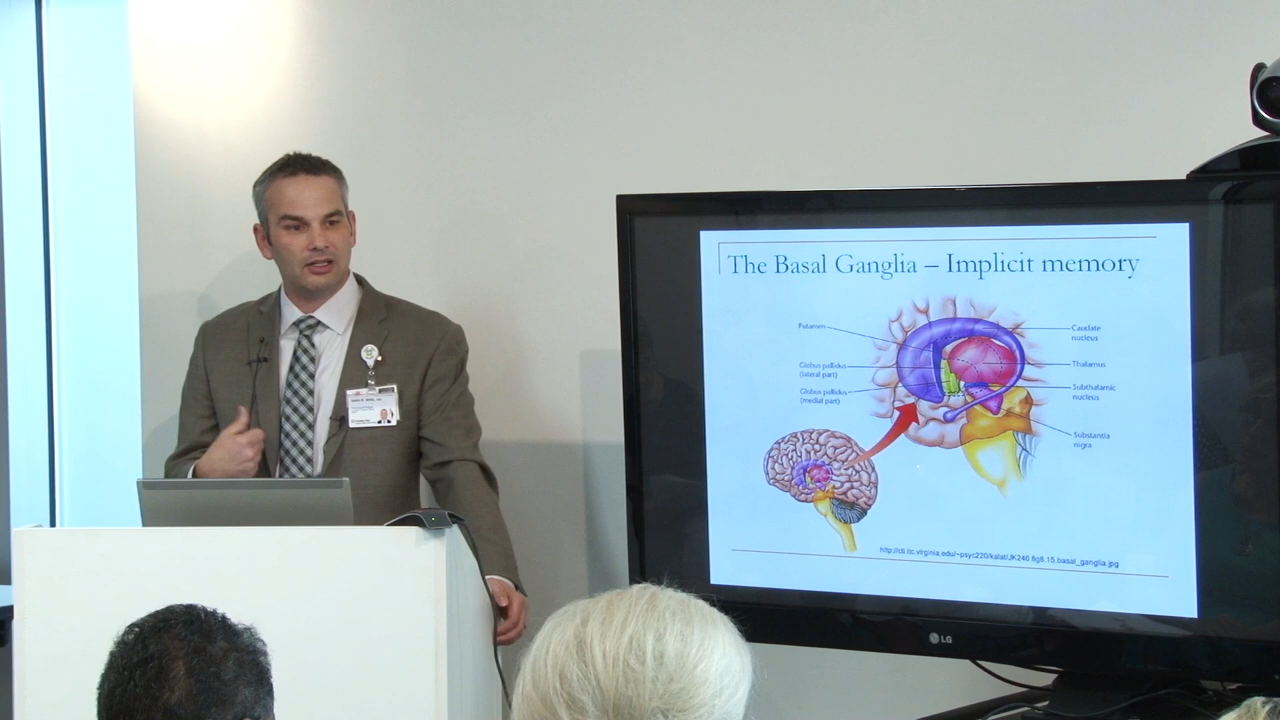 The Basal Ganglia – Implicit memory
Putamen
Globus pallidus
(lateral part)
Globus pallidus
(medial part)
Caudate
nucleus
Thalamus
Subthalamic
nucleus
Substantia
nigra
http://cti.itc.virginia.edu/~psyc220/kalat/JK246.fig8.15.basal_ganglia.jpg
LG